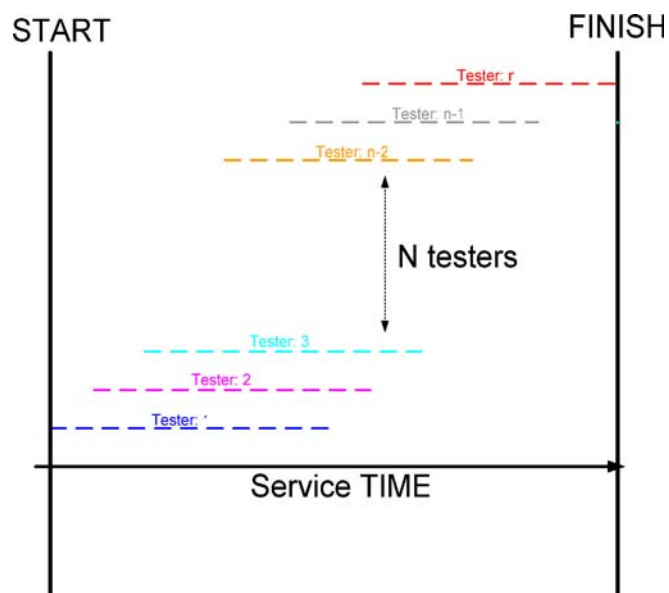 START
FINISH
Tester:
Tester: n-1
Tester: n-2
N testers
Tester: 3
Tester: 2
Tester:
Service TIME